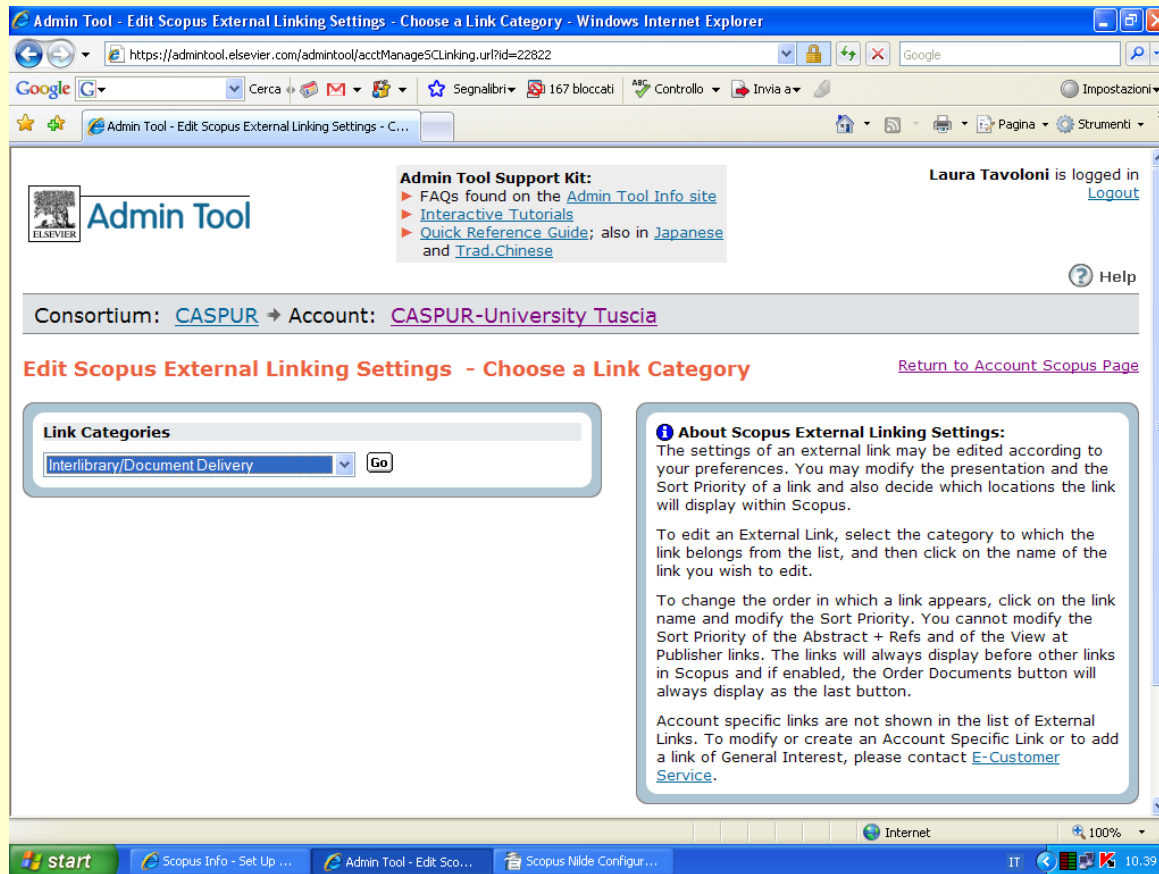 Admin Tool - Edit Scopus External Linking Settings - Choose a Link Category - Windows Internet Explorer
https://admintool.elsevier.com/admintool/acctManageSCLinking.url?id=22822
Google
Google G
Cerca
Segnalibri
167 bloccati
ABC Controllo
Invia a
Impostazioni
Admin Tool - Edit Scopus External Linking Settings - C...
Pagina
Strumenti
ELSEVIER
Admin Tool
Admin Tool Support Kit:
FAQs found on the Admin Tool Info site
Interactive Tutorials
Quick Reference Guide; also in Japanese
and Trad.Chinese
Laura Tavoloni is logged in
Logout
? Help
Consortium: CASPUR → Account: CASPUR-University Tuscia
Edit Scopus External Linking Settings - Choose a Link Category
Return to Account Scopus Page
Link Categories
Interlibrary/Document Delivery
Go
About Scopus External Linking Settings:
The settings of an external link may be edited according to
your preferences. You may modify the presentation and the
Sort Priority of a link and also decide which locations the link
will display within Scopus.
To edit an External Link, select the category to which the
link belongs from the list, and then click on the name of the
link you wish to edit.
To change the order in which a link appears, click on the link
name and modify the Sort Priority. You cannot modify the
Sort Priority of the Abstract + Refs and of the View at
Publisher links. The links will always display before other links
in Scopus and if enabled, the Order Documents button will
always display as the last button.
Account specific links are not shown in the list of External
Links. To modify or create an Account Specific Link or to add
a link of General Interest, please contact E-Customer
Service.
Internet
100%
start
Scopus Info - Set Up ...
Admin Tool - Edit Sco...
Scopus Nilde Configur...
IT
10.39